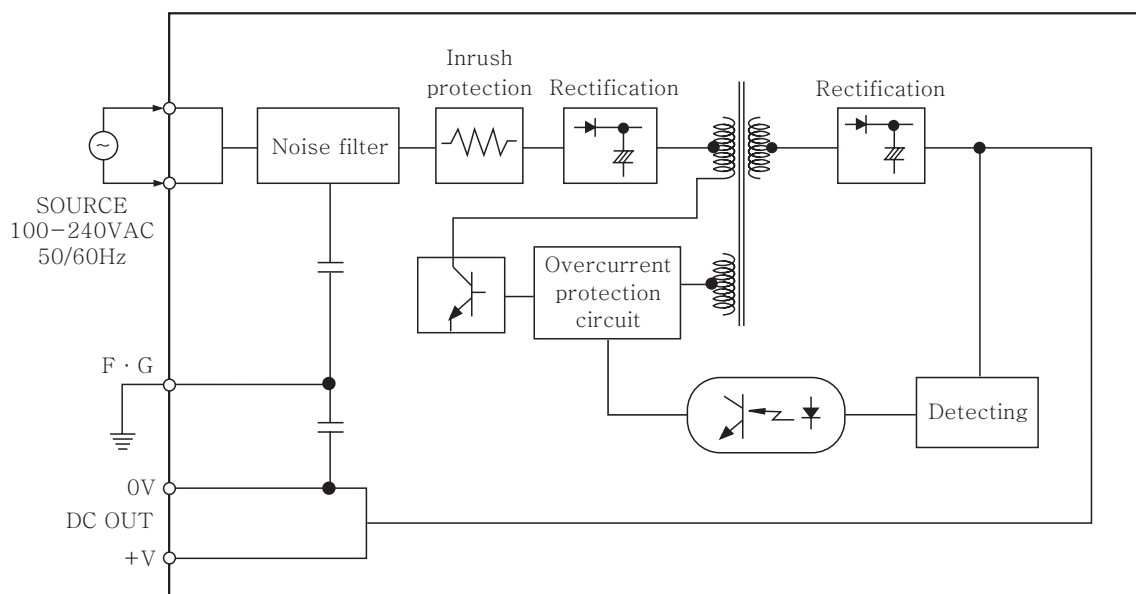 Inrush
protection
Rectification
Rectification
Noise filter
SOURCE
100-240VAC
50/60Hz
Overcurrent
protection
circuit
F · G
Detecting
0V
DC OUT
+V